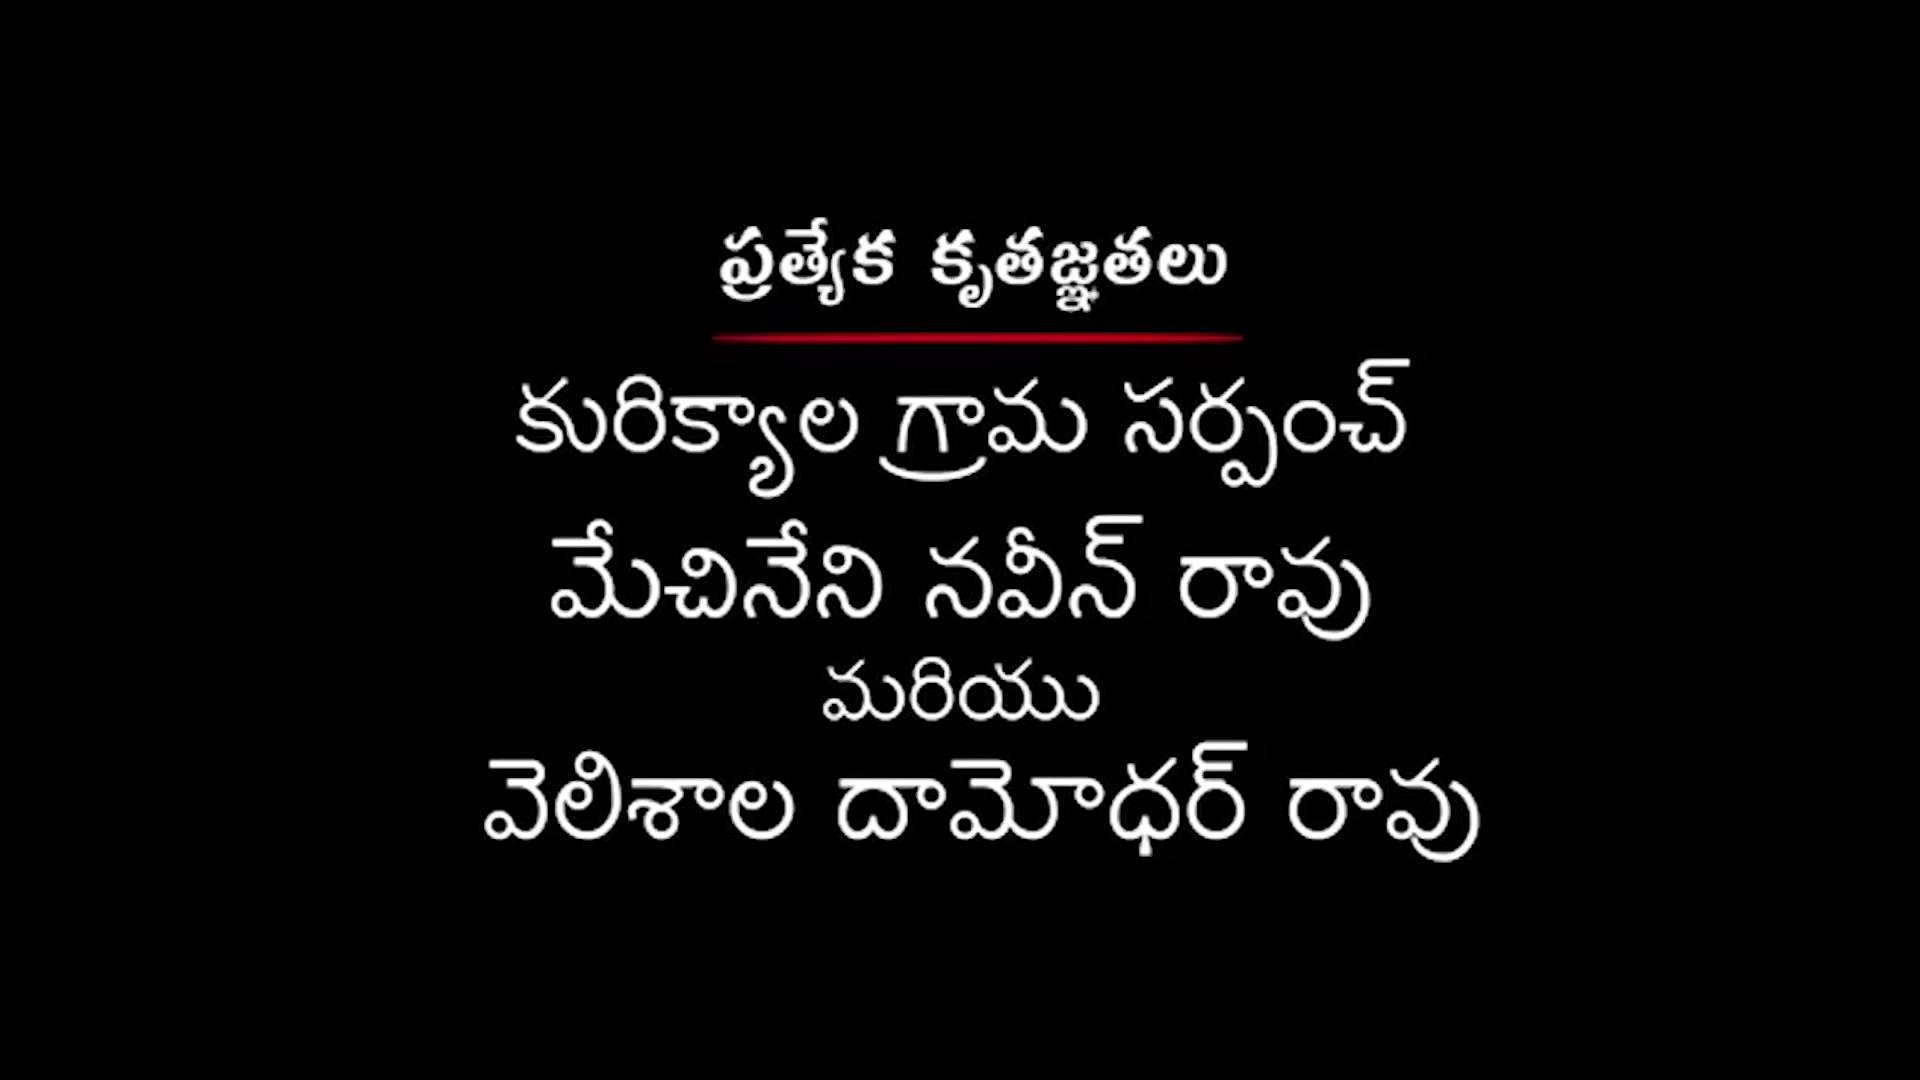 ప్రత్యేక కృతజ్ఞతలు
కురిక్యాల గ్రామ సర్పంచ్
మేచినేని నవీన్ రావు
మరియు
వెలిశాల దామోధర్ రావు